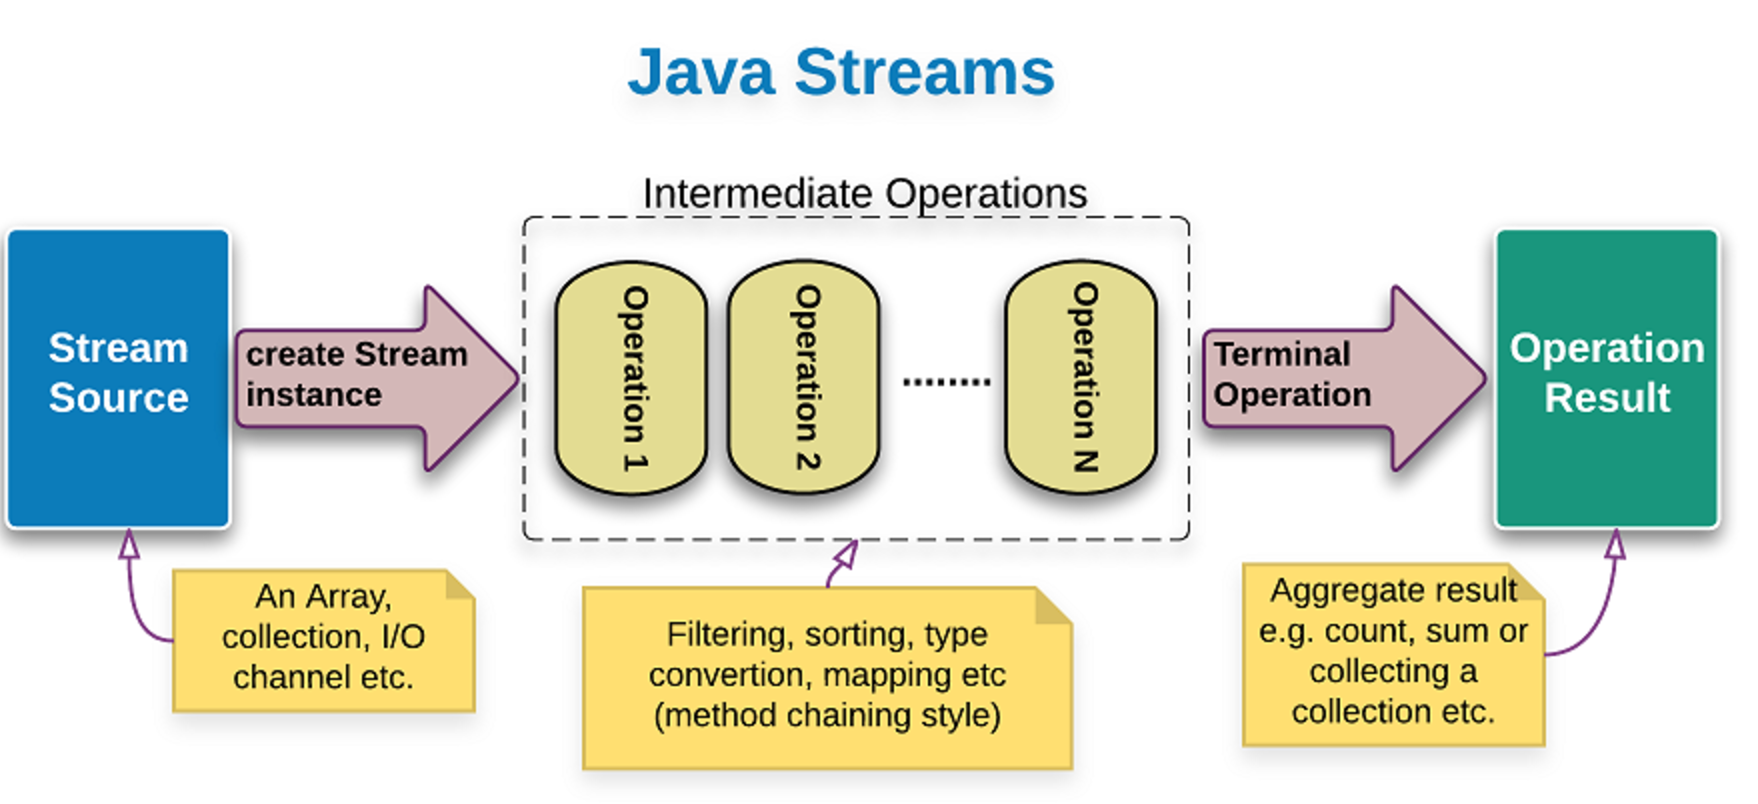 Java Streams
Intermediate Operations
Stream
Source
create Stream
instance
Operation 1
Operation 2
Operation N
Terminal
Operation
Operation
Result
An Array,
collection, I/O
channel etc.
Filtering, sorting, type
convertion, mapping etc
(method chaining style)
Aggregate result
e.g. count, sum or
collecting a
collection etc.